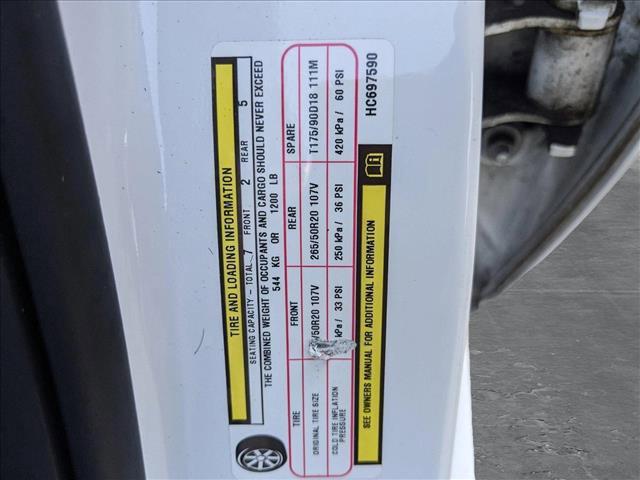 TIRE AND LOADING INFORMATION
SEATING CAPACITY - TOTAL 7 FRONT 2 REAR 5
THE COMBINED WEIGHT OF OCCUPANTS AND CARGO SHOULD NEVER EXCEED
544 KG OR 1200 LB
TIRE FRONT REAR SPARE
ORIGINAL TIRE SIZE /50R20 107V 265/50R20 107V T175/90D18 111M
COLD TIRE INFLATION PRESSURE kPa / 33 PSI 250 kPa / 36 PSI 420 kPa / 60 PSI
SEE OWNERS MANUAL FOR ADDITIONAL INFORMATION
HC697590